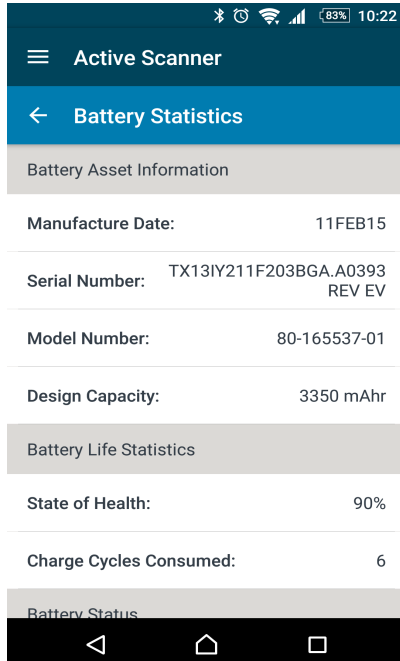 83% 10:22
Active Scanner
Battery Statistics
Battery Asset Information
Manufacture Date: 11FEB15
Serial Number: TX13IY211F203BGA.A0393
REV EV
Model Number: 80-165537-01
Design Capacity: 3350 mAhr
Battery Life Statistics
State of Health: 90%
Charge Cycles Consumed: 6
Battery Status